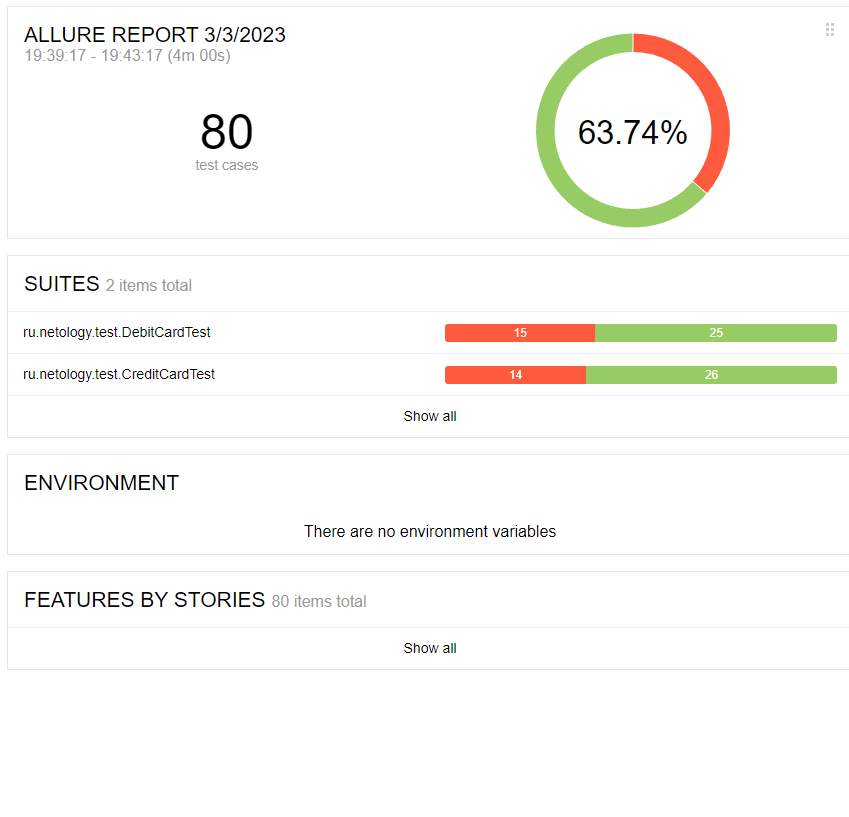 ALLURE REPORT 3/3/2023
19:39:17 - 19:43:17 (4m 00s)
80
test cases
63.74%
SUITES 2 items total
ru.netology.test.DebitCardTest 15 25
ru.netology.test.CreditCardTest 14 26
Show all
ENVIRONMENT
There are no environment variables
FEATURES BY STORIES 80 items total
Show all